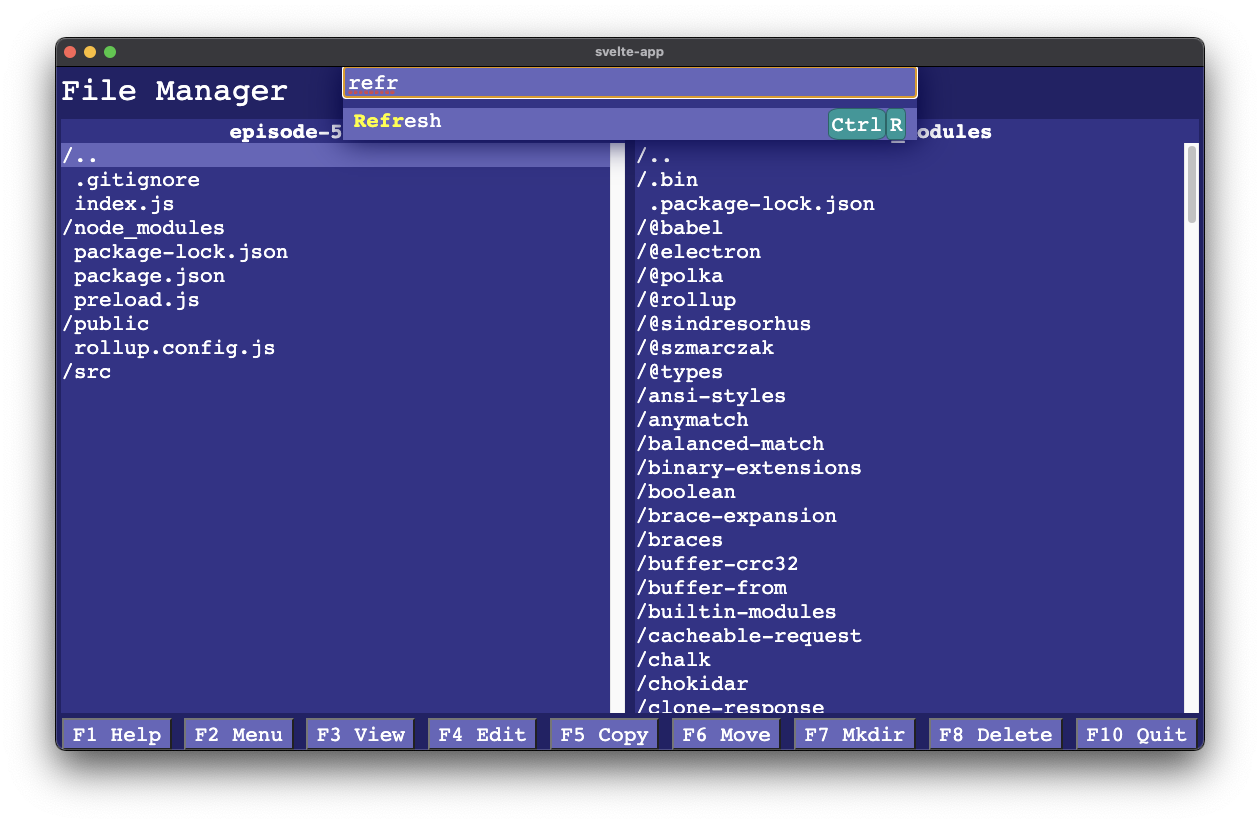 svelte-app
File Manager
refr
Refresh Ctrl R
episode-5
odules
/..
.gitignore
index.js
/node_modules
package-lock.json
package.json
preload.js
/public
rollup.config.js
/src
/..
/.bin
.package-lock.json
/@babel
/@electron
/@polka
/@rollup
/@sindresorhus
/@szmarczak
/@types
/ansi-styles
/anymatch
/balanced-match
/binary-extensions
/boolean
/brace-expansion
/braces
/buffer-crc32
/buffer-from
/builtin-modules
/cacheable-request
/chalk
/chokidar
/clone-response
F1 Help F2 Menu F3 View F4 Edit F5 Copy F6 Move F7 Mkdir F8 Delete F10 Quit